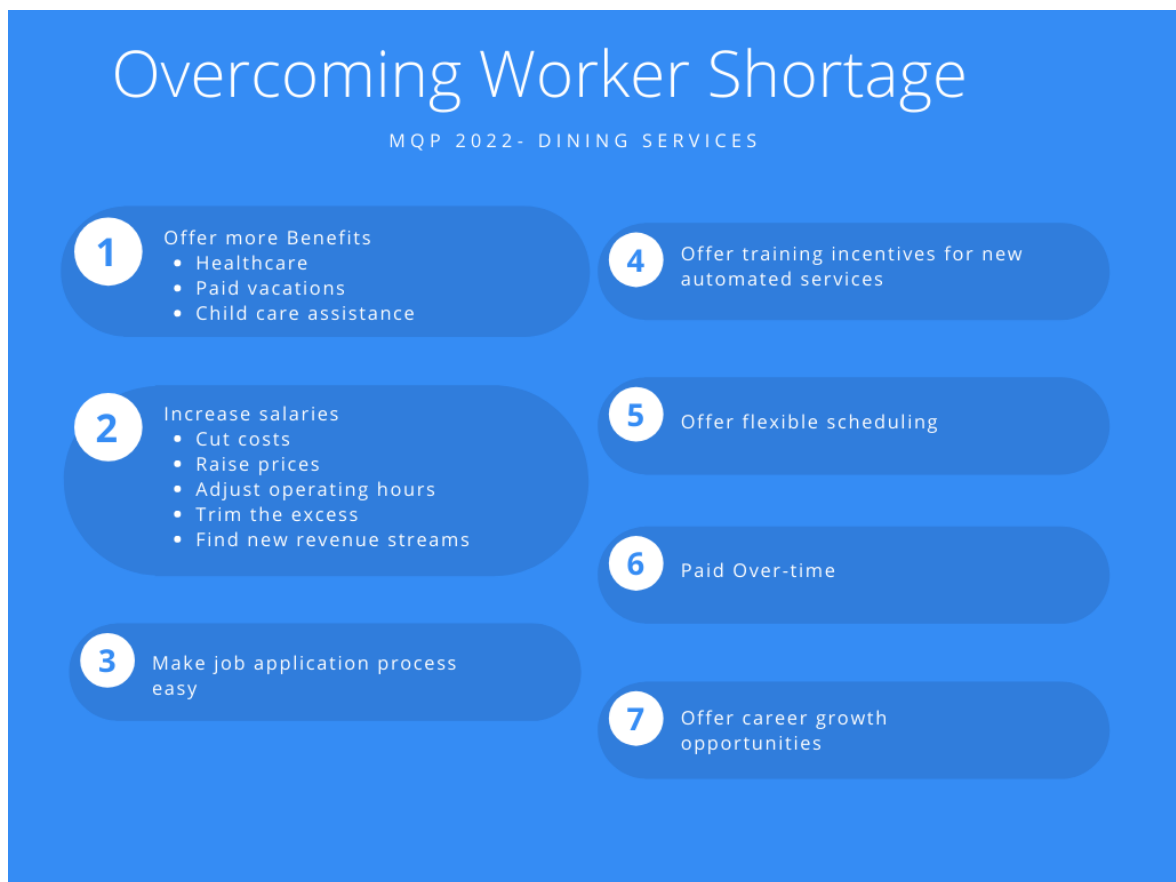 Overcoming Worker Shortage
MQP 2022- DINING SERVICES
1
Offer more Benefits
• Healthcare
• Paid vacations
• Child care assistance
2
Increase salaries
• Cut costs
• Raise prices
• Adjust operating hours
• Trim the excess
• Find new revenue streams
3
Make job application process
easy
4
Offer training incentives for new
automated services
5
Offer flexible scheduling
6
Paid Over-time
7
Offer career growth
opportunities